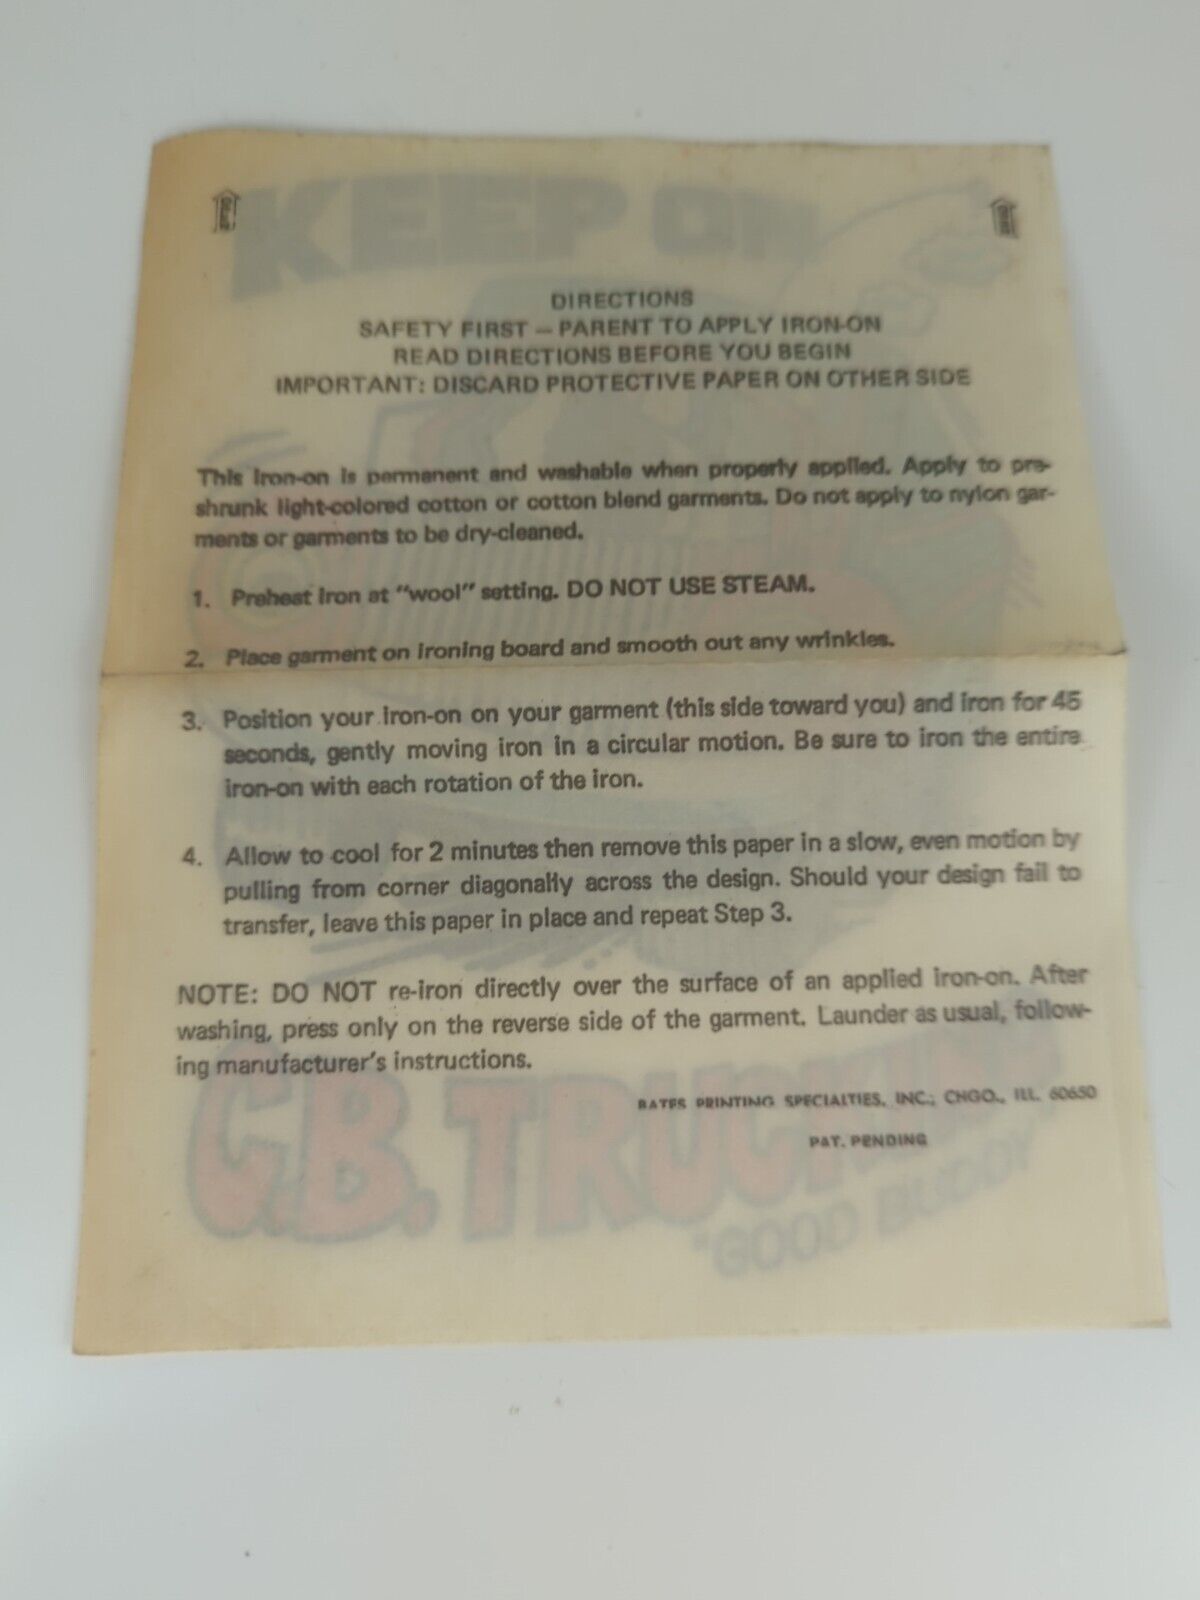 KEEP ON
DIRECTIONS
SAFETY FIRST — PARENT TO APPLY IRON-ON
READ DIRECTIONS BEFORE YOU BEGIN
IMPORTANT: DISCARD PROTECTIVE PAPER ON OTHER SIDE
This iron-on is permanent and washable when properly applied. Apply to pre-
shrunk light-colored cotton or cotton blend garments. Do not apply to nylon gar-
ments or garments to be dry-cleaned.
1. Preheat iron at "wool" setting. DO NOT USE STEAM.
2. Place garment on ironing board and smooth out any wrinkles.
3. Position your iron-on on your garment (this side toward you) and iron for 45
seconds, gently moving iron in a circular motion. Be sure to iron the entire
iron-on with each rotation of the iron.
4. Allow to cool for 2 minutes then remove this paper in a slow, even motion by
pulling from corner diagonally across the design. Should your design fail to
transfer, leave this paper in place and repeat Step 3.
NOTE: DO NOT re-iron directly over the surface of an applied iron-on. After
washing, press only on the reverse side of the garment. Launder as usual, follow-
ing manufacturer's instructions.
BATES PRINTING SPECIALTIES, INC.; CHGO., ILL. 60650
PAT. PENDING
C.B. TRUCKIN'
GOOD BUDDY